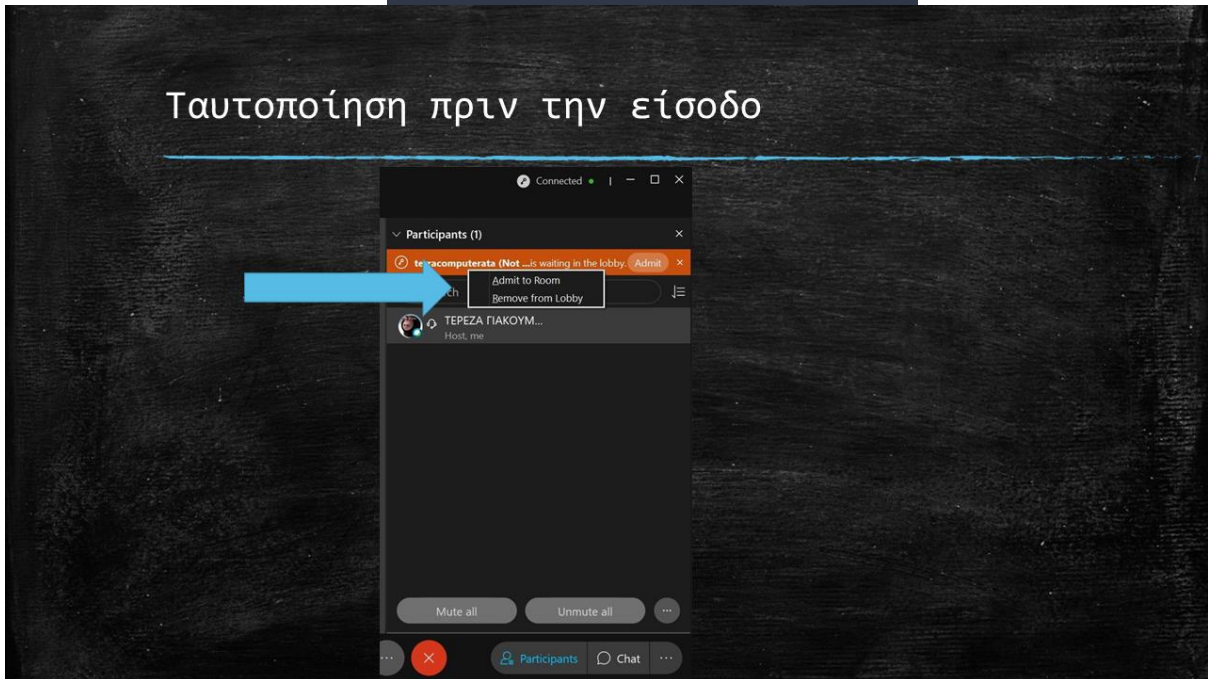 Ταυτοποίηση πριν την είσοδο
Connected
Participants (1)
(Not ...is waiting in the lobby. Admit
Admit to Room
Remove from Lobby
ΤΕΡΕΖΑ ΓΙΑΚΟΥΜ...
Host, me
Mute all Unmute all
Participants Chat